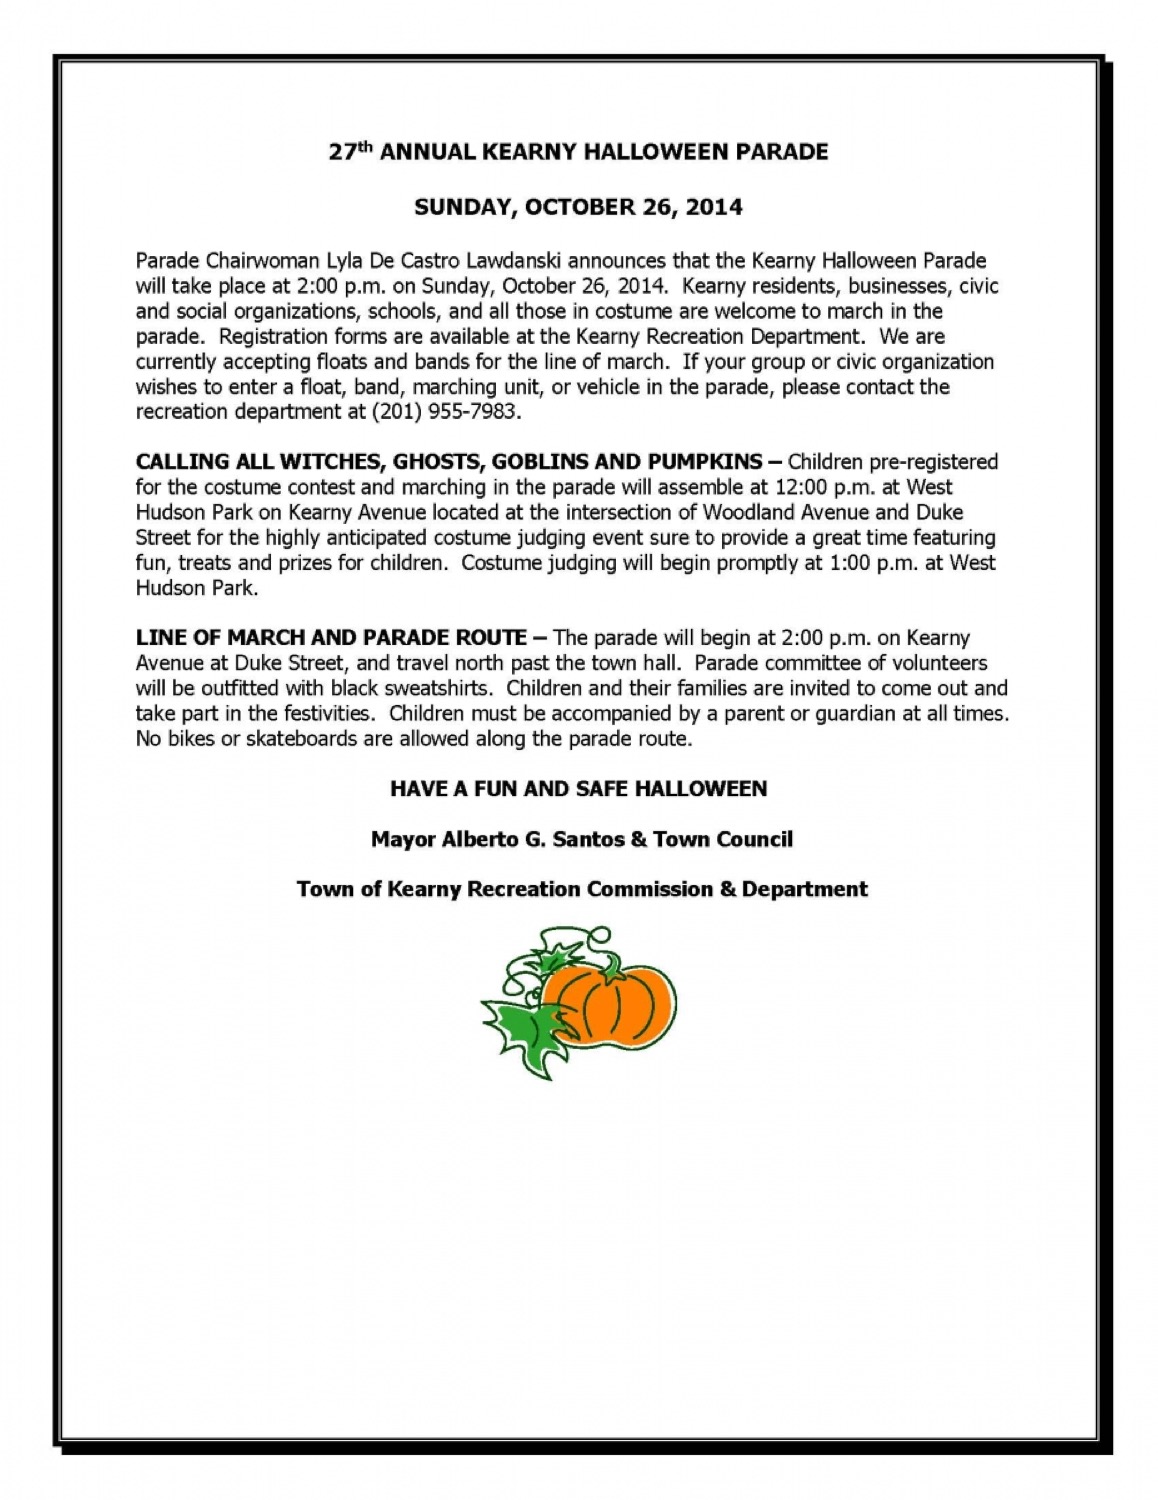 27th ANNUAL KEARNY HALLOWEEN PARADE
SUNDAY, OCTOBER 26, 2014
Parade Chairwoman Lyla De Castro Lawdanski announces that the Kearny Halloween Parade
will take place at 2:00 p.m. on Sunday, October 26, 2014.  Kearny residents, businesses, civic
and social organizations, schools, and all those in costume are welcome to march in the
parade.  Registration forms are available at the Kearny Recreation Department.  We are
currently accepting floats and bands for the line of march.  If your group or civic organization
wishes to enter a float, band, marching unit, or vehicle in the parade, please contact the
recreation department at (201) 955-7983.
CALLING ALL WITCHES, GHOSTS, GOBLINS AND PUMPKINS – Children pre-registered
for the costume contest and marching in the parade will assemble at 12:00 p.m. at West
Hudson Park on Kearny Avenue located at the intersection of Woodland Avenue and Duke
Street for the highly anticipated costume judging event sure to provide a great time featuring
fun, treats and prizes for children.  Costume judging will begin promptly at 1:00 p.m. at West
Hudson Park.
LINE OF MARCH AND PARADE ROUTE – The parade will begin at 2:00 p.m. on Kearny
Avenue at Duke Street, and travel north past the town hall.  Parade committee of volunteers
will be outfitted with black sweatshirts.  Children and their families are invited to come out and
take part in the festivities.  Children must be accompanied by a parent or guardian at all times.
No bikes or skateboards are allowed along the parade route.
HAVE A FUN AND SAFE HALLOWEEN
Mayor Alberto G. Santos & Town Council
Town of Kearny Recreation Commission & Department